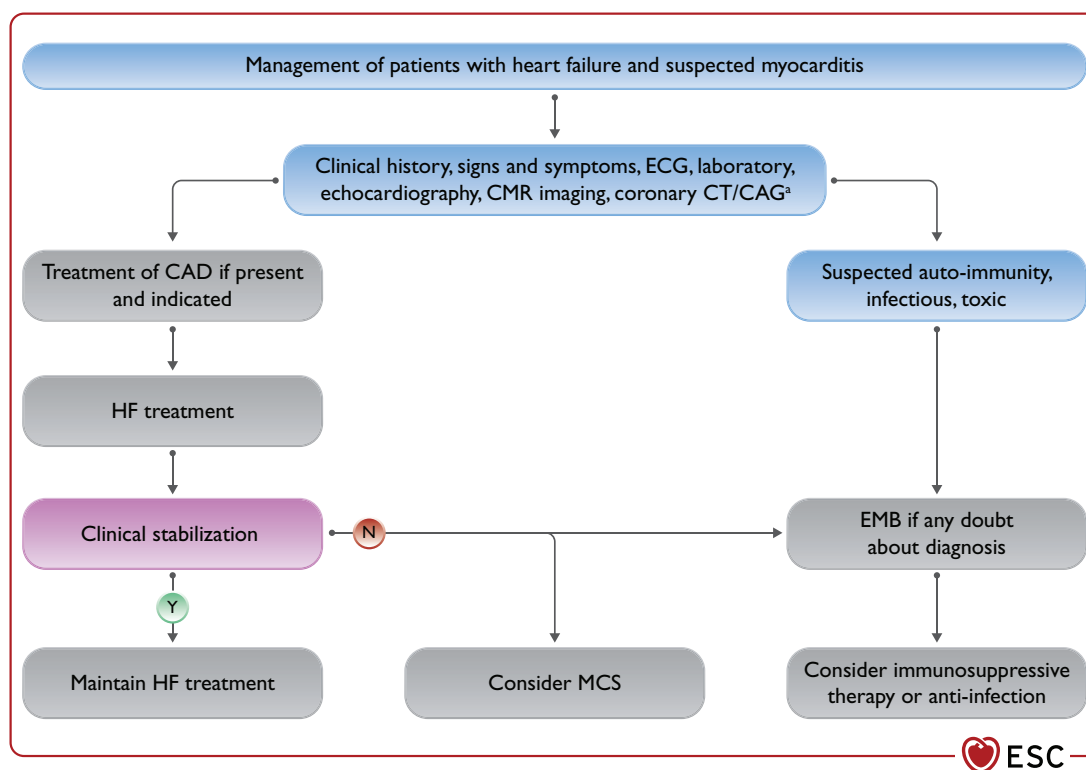 Management of patients with heart failure and suspected myocarditis
Clinical history, signs and symptoms, ECG, laboratory,
echocardiography, CMR imaging, coronary CT/CAGᵃ
Treatment of CAD if present
and indicated
Suspected auto-immunity,
infectious, toxic
HF treatment
Clinical stabilization
N
EMB if any doubt
about diagnosis
Y
Maintain HF treatment
Consider MCS
Consider immunosuppressive
therapy or anti-infection
ESC